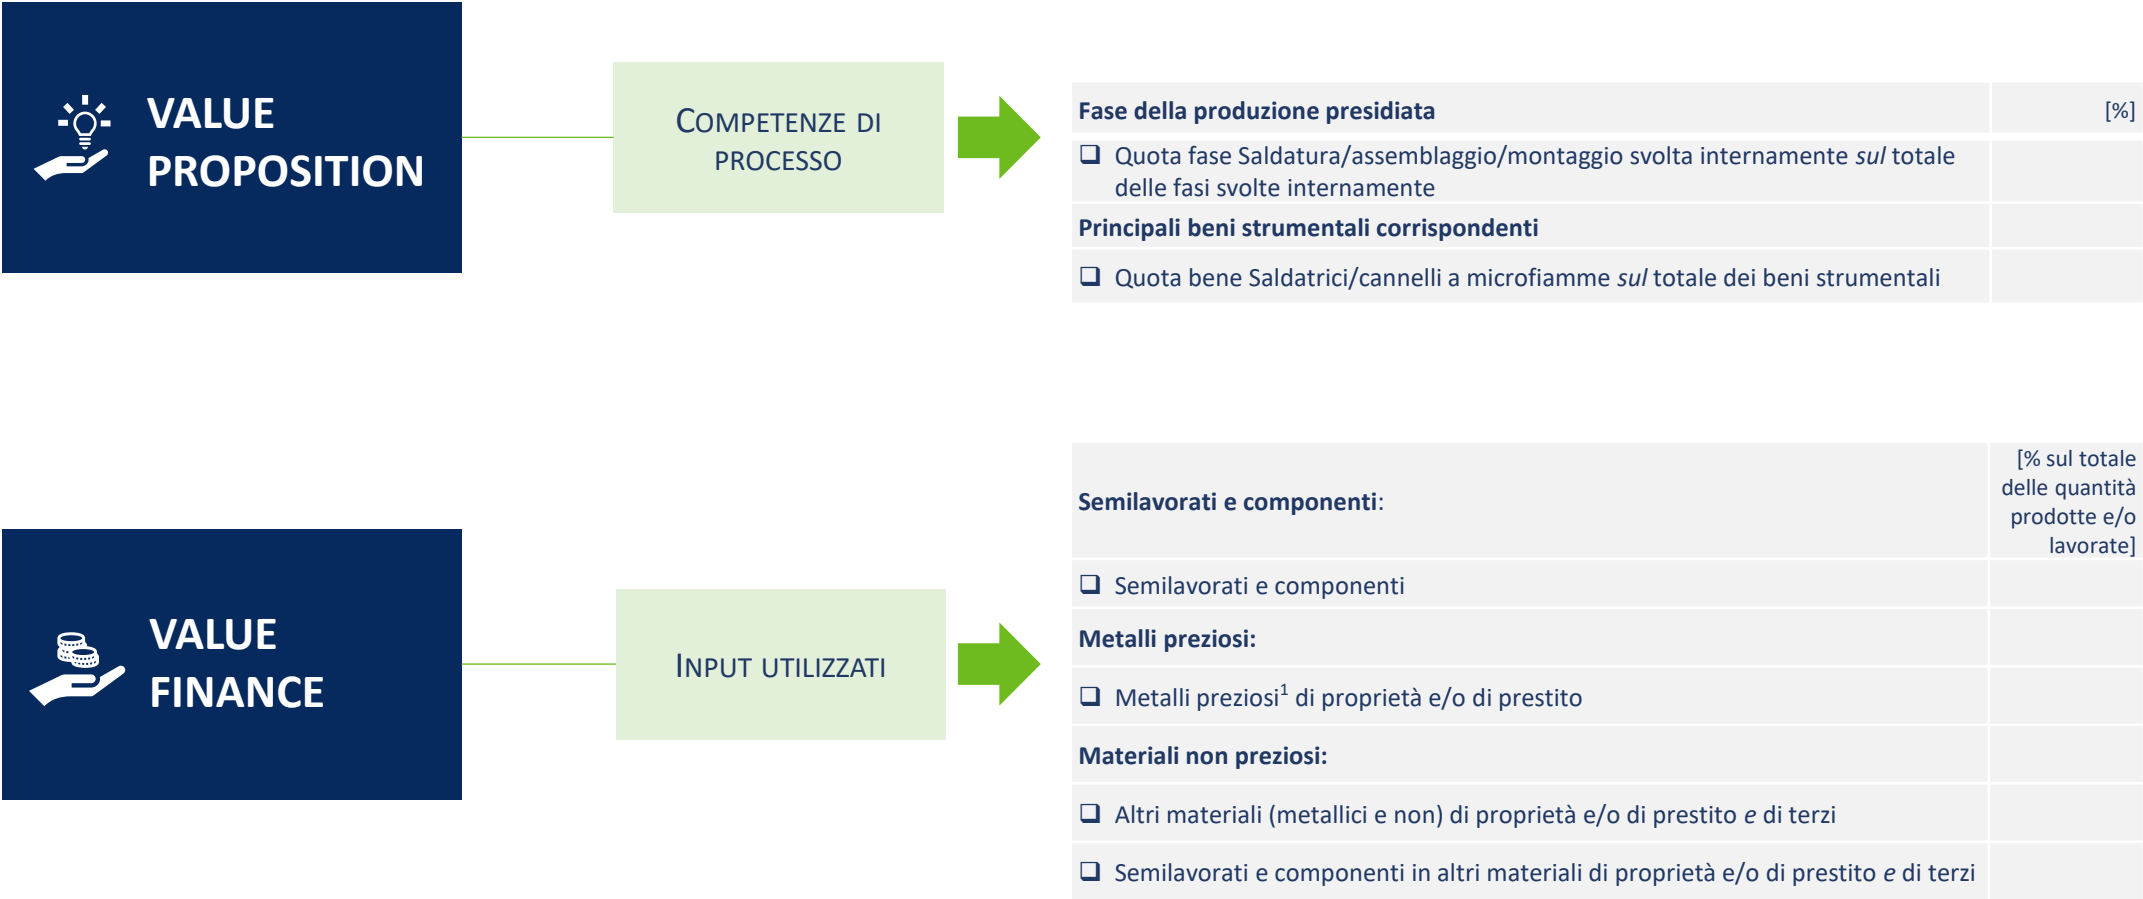 VALUE
PROPOSITION
COMPETENZE DI
PROCESSO
Fase della produzione presidiata [%]
❑ Quota fase Saldatura/assemblaggio/montaggio svolta internamente sul totale
delle fasi svolte internamente
Principali beni strumentali corrispondenti
❑ Quota bene Saldatrici/cannelli a microfiamme sul totale dei beni strumentali
VALUE
FINANCE
INPUT UTILIZZATI
Semilavorati e componenti:
[% sul totale
delle quantità
prodotte e/o
lavorate]
❑ Semilavorati e componenti
Metalli preziosi:
❑ Metalli preziosi¹ di proprietà e/o di prestito
Materiali non preziosi:
❑ Altri materiali (metallici e non) di proprietà e/o di prestito e di terzi
❑ Semilavorati e componenti in altri materiali di proprietà e/o di prestito e di terzi